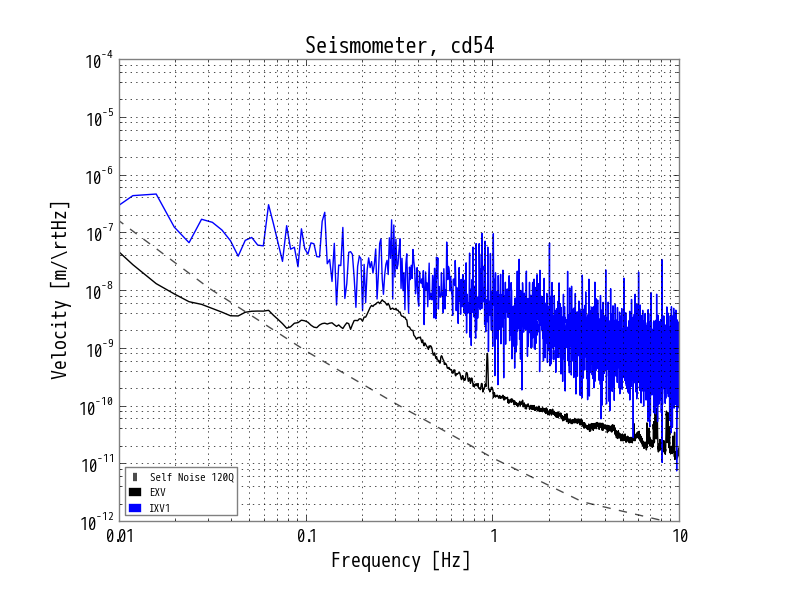 Seismometer, cd54
10^-4
10^-5
10^-6
10^-7
10^-8
10^-9
10^-10
10^-11
10^-12
Velocity [m/\rtHz]
Self Noise 120Q
EXV
IXV1
0.01 0.1 1 10
Frequency [Hz]